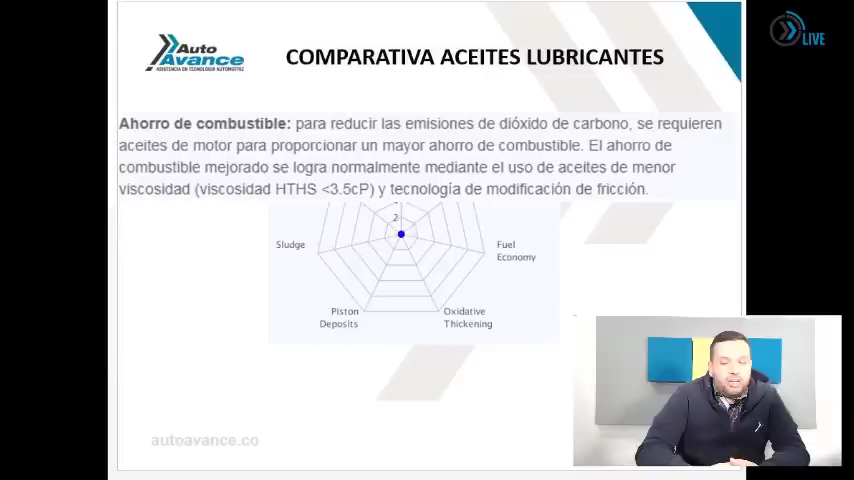 Auto
Avance
ASISTENCIA EN TECNOLOGIA AUTOMOTRIZ
COMPARATIVA ACEITES LUBRICANTES
LIVE
Ahorro de combustible: para reducir las emisiones de dióxido de carbono, se requieren
aceites de motor para proporcionar un mayor ahorro de combustible. El ahorro de
combustible mejorado se logra normalmente mediante el uso de aceites de menor
viscosidad (viscosidad HTHS <3.5cP) y tecnología de modificación de fricción.
2
Sludge
Fuel
Economy
Piston
Deposits
Oxidative
Thickening
autoavance.co